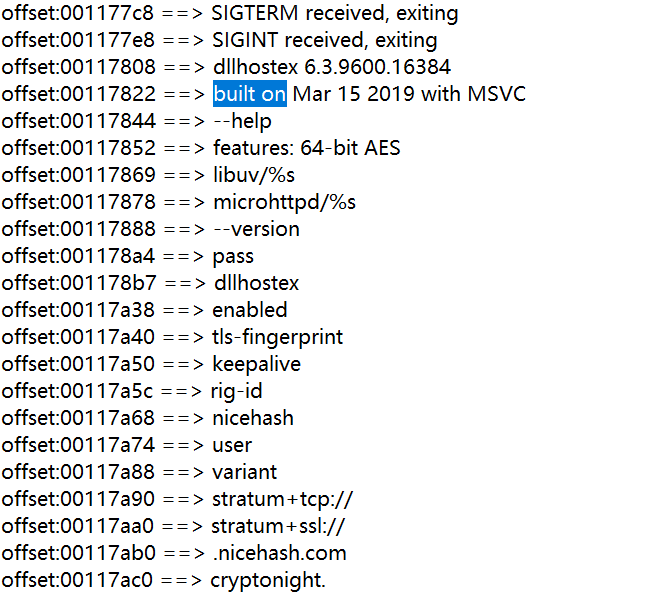 offset:001177c8 ==> SIGTERM received, exiting
offset:001177e8 ==> SIGINT received, exiting
offset:00117808 ==> dllhostex 6.3.9600.16384
offset:00117822 ==> built on Mar 15 2019 with MSVC
offset:00117844 ==> --help
offset:00117852 ==> features: 64-bit AES
offset:00117869 ==> libuv/%s
offset:00117878 ==> microhttpd/%s
offset:00117888 ==> --version
offset:001178a4 ==> pass
offset:001178b7 ==> dllhostex
offset:00117a38 ==> enabled
offset:00117a40 ==> tls-fingerprint
offset:00117a50 ==> keepalive
offset:00117a5c ==> rig-id
offset:00117a68 ==> nicehash
offset:00117a74 ==> user
offset:00117a88 ==> variant
offset:00117a90 ==> stratum+tcp://
offset:00117aa0 ==> stratum+ssl://
offset:00117ab0 ==> .nicehash.com
offset:00117ac0 ==> cryptonight.